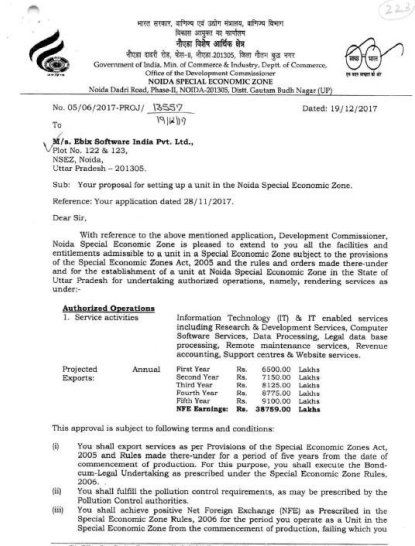 223
भारत सरकार, वाणिज्य एवं उद्योग मंत्रालय, वाणिज्य विभाग
विकास आयुक्त का कार्यालय
नौएडा विशेष आर्थिक क्षेत्र
नौएडा दादरी रोड, फेस-II, नौएडा 201305, जिला गौतम बुद्ध नगर
Government of India, Min. of Commerce & Industry, Deptt. of Commerce,
Office of the Development Commissioner
NOIDA SPECIAL ECONOMIC ZONE
Noida Dadri Road, Phase-II, NOIDA-201305, Distt. Gautam Budh Nagar (UP)
No. 05/06/2017-PROJ/ 13557 Dated: 19/12/2017
To
M/s. Ebix Software India Pvt. Ltd.,
Plot No. 122 & 123,
NSEZ, Noida,
Uttar Pradesh – 201305.
Sub: Your proposal for setting up a unit in the Noida Special Economic Zone.
Reference: Your application dated 28/11/2017.
Dear Sir,
With reference to the above mentioned application, Development Commissioner,
Noida Special Economic Zone is pleased to extend to you all the facilities and
entitlements admissible to a unit in a Special Economic Zone subject to the provisions
of the Special Economic Zones Act, 2005 and the rules and orders made there-under
and for the establishment of a unit at Noida Special Economic Zone in the State of
Uttar Pradesh for undertaking authorized operations, namely, rendering services as
under:-
Authorized Operations
1. Service activities Information Technology (IT) & IT enabled services
including Research & Development Services, Computer
Software Services, Data Processing, Legal data base
processing, Remote maintenance services, Revenue
accounting, Support centres & Website services.
Projected Annual Exports:
First Year Rs. 6500.00 Lakhs
Second Year Rs. 7150.00 Lakhs
Third Year Rs. 8125.00 Lakhs
Fourth Year Rs. 8775.00 Lakhs
Fifth Year Rs. 9100.00 Lakhs
NFE Earnings: Rs. 38759.00 Lakhs
This approval is subject to following terms and conditions:
(i) You shall export services as per Provisions of the Special Economic Zones Act,
2005 and Rules made there-under for a period of five years from the date of
commencement of production. For this purpose, you shall execute the Bond-
cum-Legal Undertaking as prescribed under the Special Economic Zone Rules,
2006.
(ii) You shall fulfill the pollution control requirements, as may be prescribed by the
Pollution Control authorities.
(iii) You shall achieve positive Net Foreign Exchange (NFE) as Prescribed in the
Special Economic Zone Rules, 2006 for the period you operate as a Unit in the
Special Economic Zone from the commencement of production, failing which you